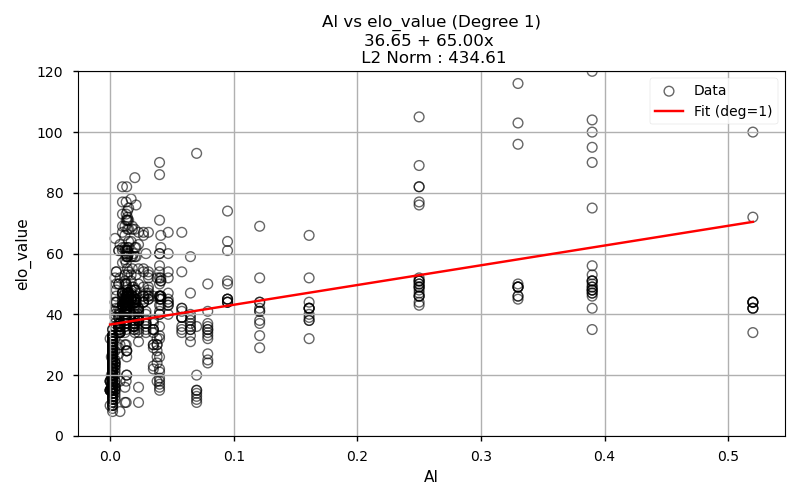 AI vs elo_value (Degree 1)
36.65 + 65.00x
L2 Norm : 434.61
Data
Fit (deg=1)
elo_value
120
100
80
60
40
20
0
0.0 0.1 0.2 0.3 0.4 0.5
AI